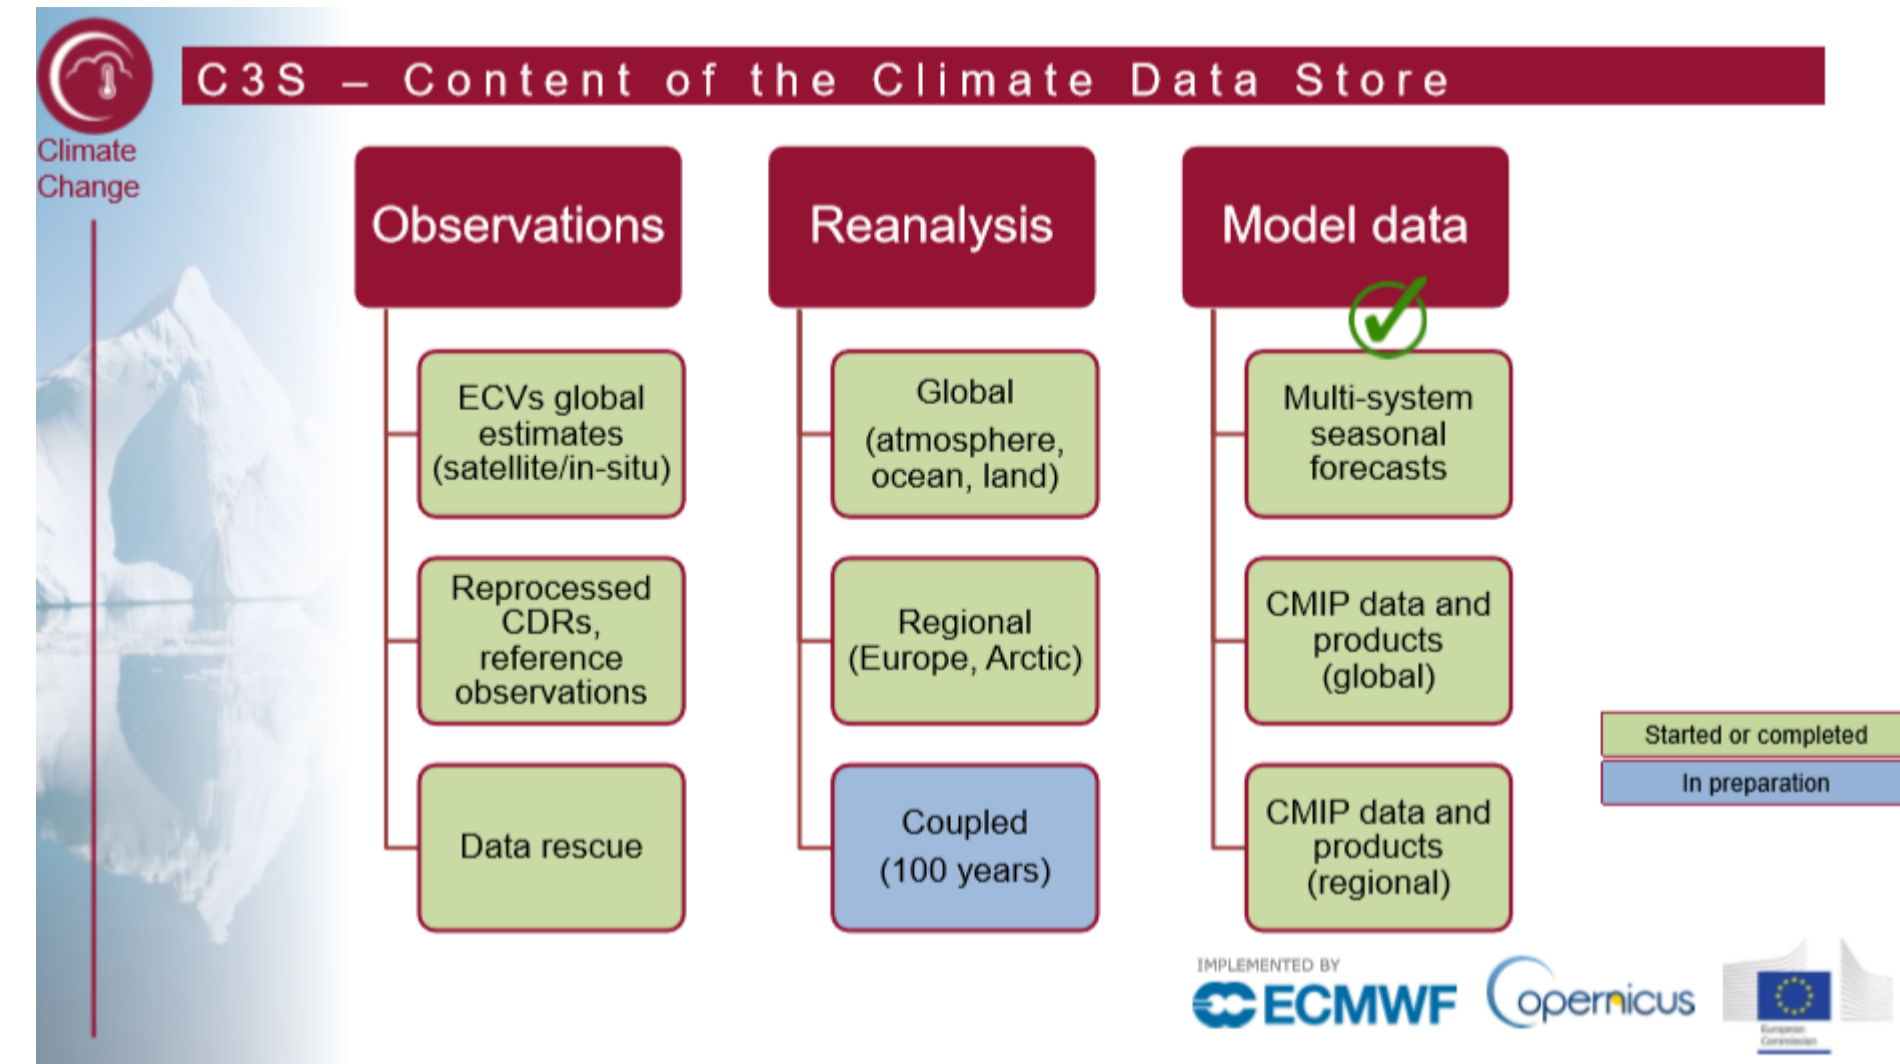 C3S – Content of the Climate Data Store
Climate
Change
Observations
ECVs global
estimates
(satellite/in-situ)
Reprocessed
CDRs,
reference
observations
Data rescue
Reanalysis
Global
(atmosphere,
ocean, land)
Regional
(Europe, Arctic)
Coupled
(100 years)
Model data
Multi-system
seasonal
forecasts
CMIP data and
products
(global)
CMIP data and
products
(regional)
Started or completed
In preparation
IMPLEMENTED BY
ECMWF
Copernicus
European
Commission